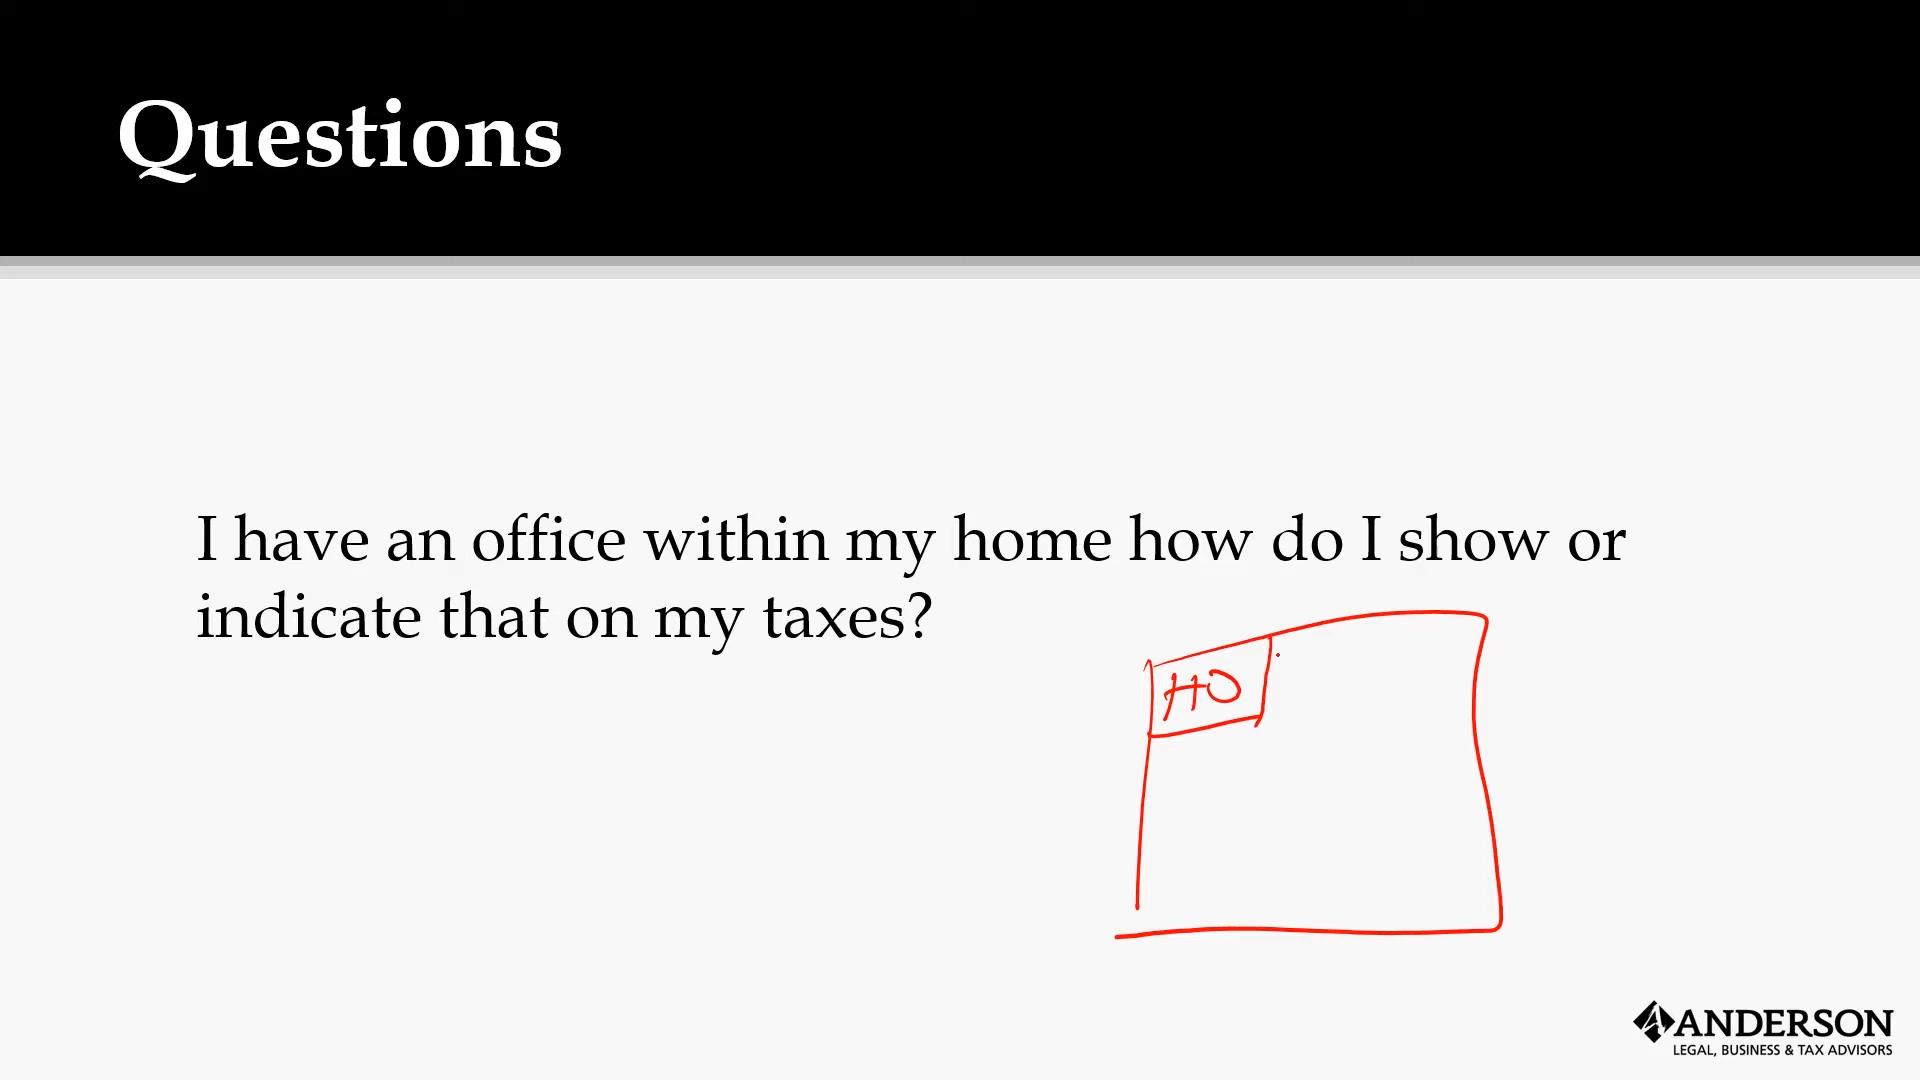 Questions
I have an office within my home how do I show or
indicate that on my taxes?
HO
ANDERSON
LEGAL, BUSINESS & TAX ADVISORS